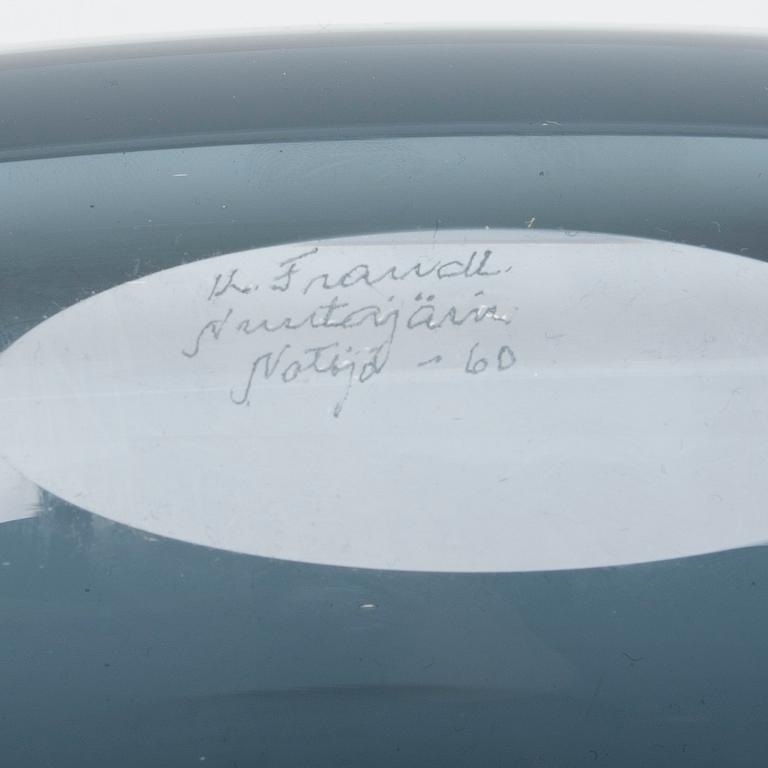 K. Franck.
Nuutajärvi
Notsjö - 60